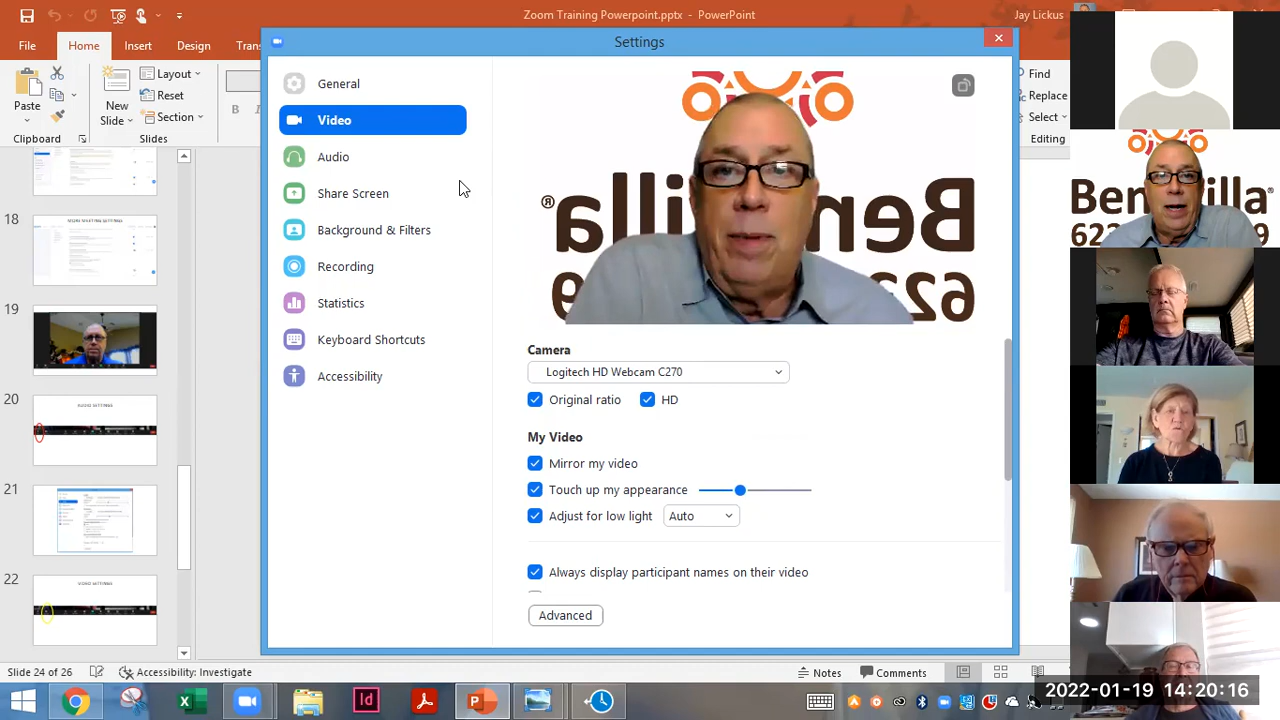 Zoom Training Powerpoint.pptx - PowerPoint
Jay Lickus
File Home Insert Design
Paste
New Slide
Layout
Reset
Section
B I
Clipboard
Slides
Find
Replace
Select
Editing
Settings
General
Video
Audio
Share Screen
Background & Filters
Recording
Statistics
Keyboard Shortcuts
Accessibility
Camera
Logitech HD Webcam C270
Original ratio HD
My Video
Mirror my video
Touch up my appearance
Adjust for low light Auto
Always display participant names on their video
Advanced
18
19
20
AUDIO SETTINGS
21
22
VIDEO SETTINGS
Slide 24 of 26
Accessibility: Investigate
Notes
Comments
2022-01-19 14:20:16